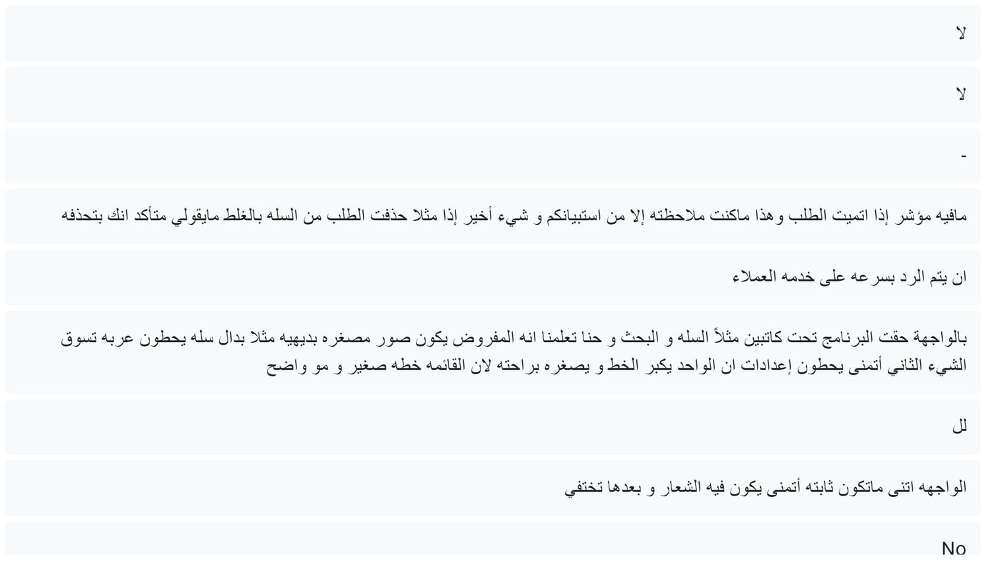 لا
لا
-
مافيه مؤشر إذا اتميت الطلب وهذا ماكنت ملاحظته إلا من استبيانكم و شيء أخير إذا مثلا حذفت الطلب من السله بالغلط مايقولي متأكد انك بتحذفه
ان يتم الرد بسرعه على خدمه العملاء
بالواجهة حقت البرنامج تحت كاتبين مثلاً السله و البحث و حنا تعلمنا انه المفروض يكون صور مصغره بديهيه مثلا بدال سله يحطون عربه تسوق
الشيء الثاني أتمنى يحطون إعدادات ان الواحد يكبر الخط و يصغره براحته لان القائمه خطه صغير و مو واضح
لل
الواجهه اتنى ماتكون ثابته أتمنى يكون فيه الشعار و بعدها تختفي
No